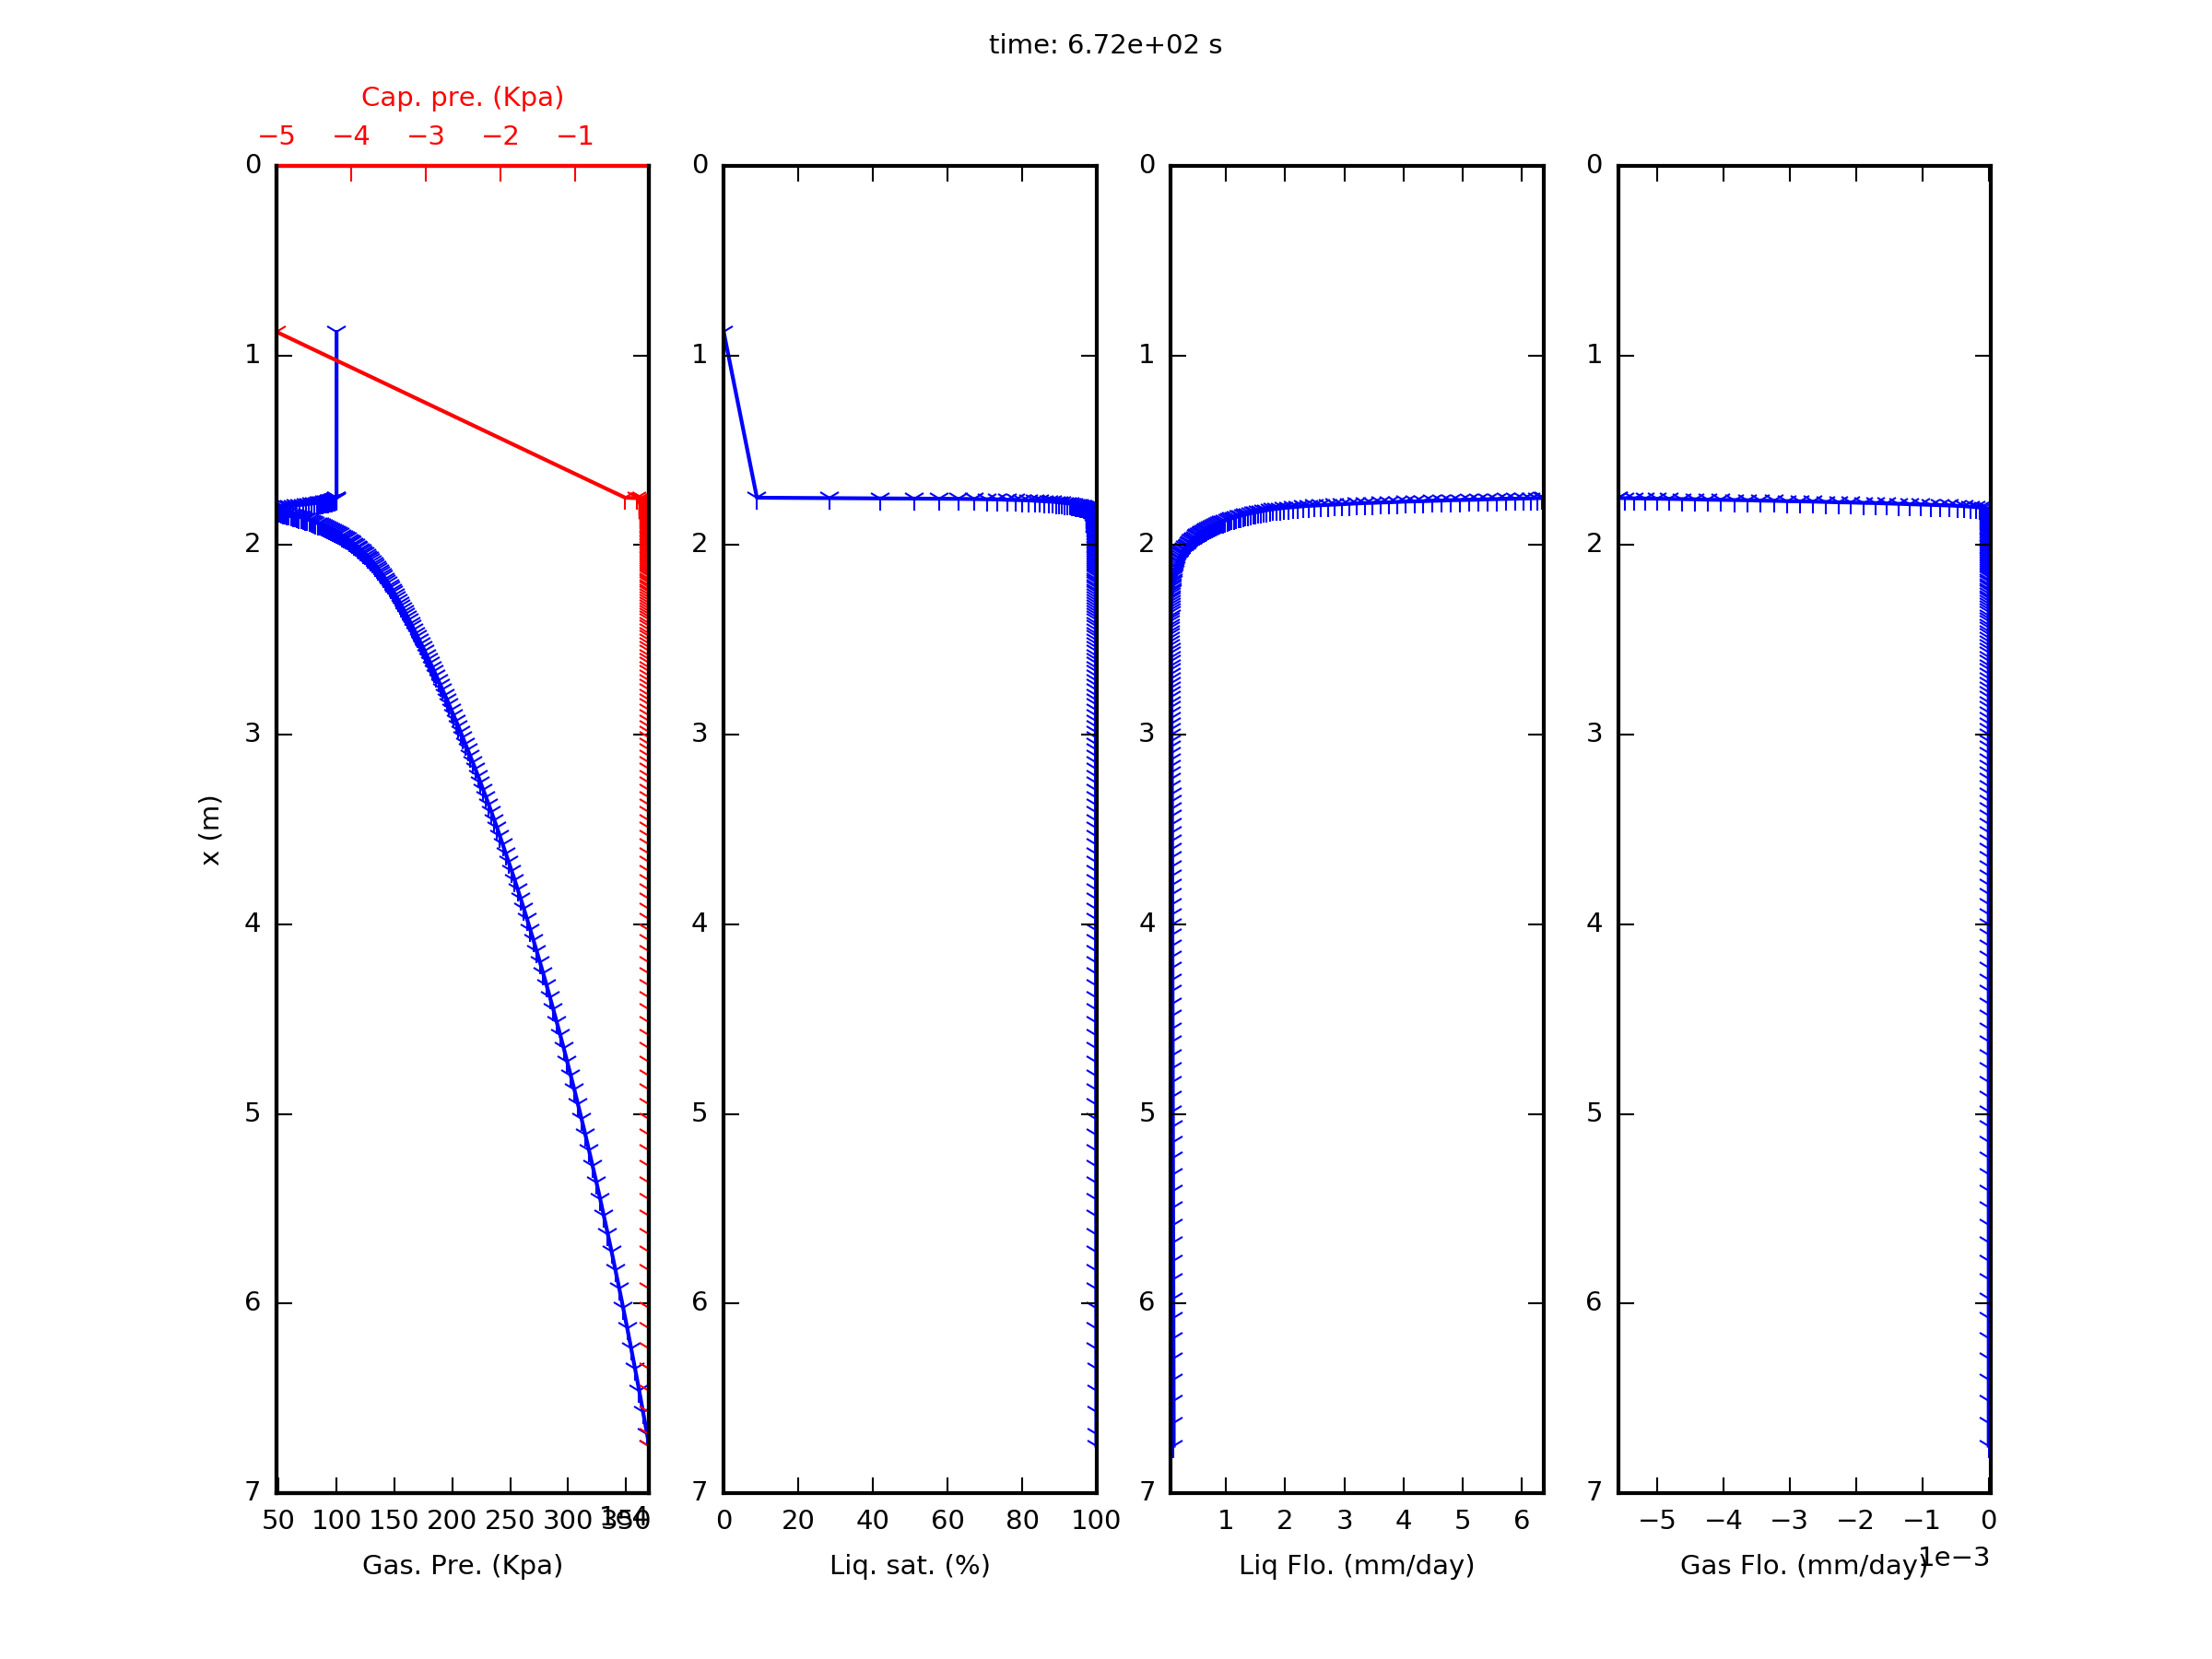 time: 6.72e+02 s
Cap. pre. (Kpa)
−5 −4 −3 −2 −1
0 0 0 0
1 1 1 1
2 2 2 2
3 3 3 3
x (m)
4 4 4 4
5 5 5 5
6 6 6 6
7 7 7 7
50 100 150 200 250 300 350 1e4 0 20 40 60 80 100 1 2 3 4 5 6 −5 −4 −3 −2 −1 0
1e−3
Gas. Pre. (Kpa) Liq. sat. (%) Liq Flo. (mm/day) Gas Flo. (mm/day)